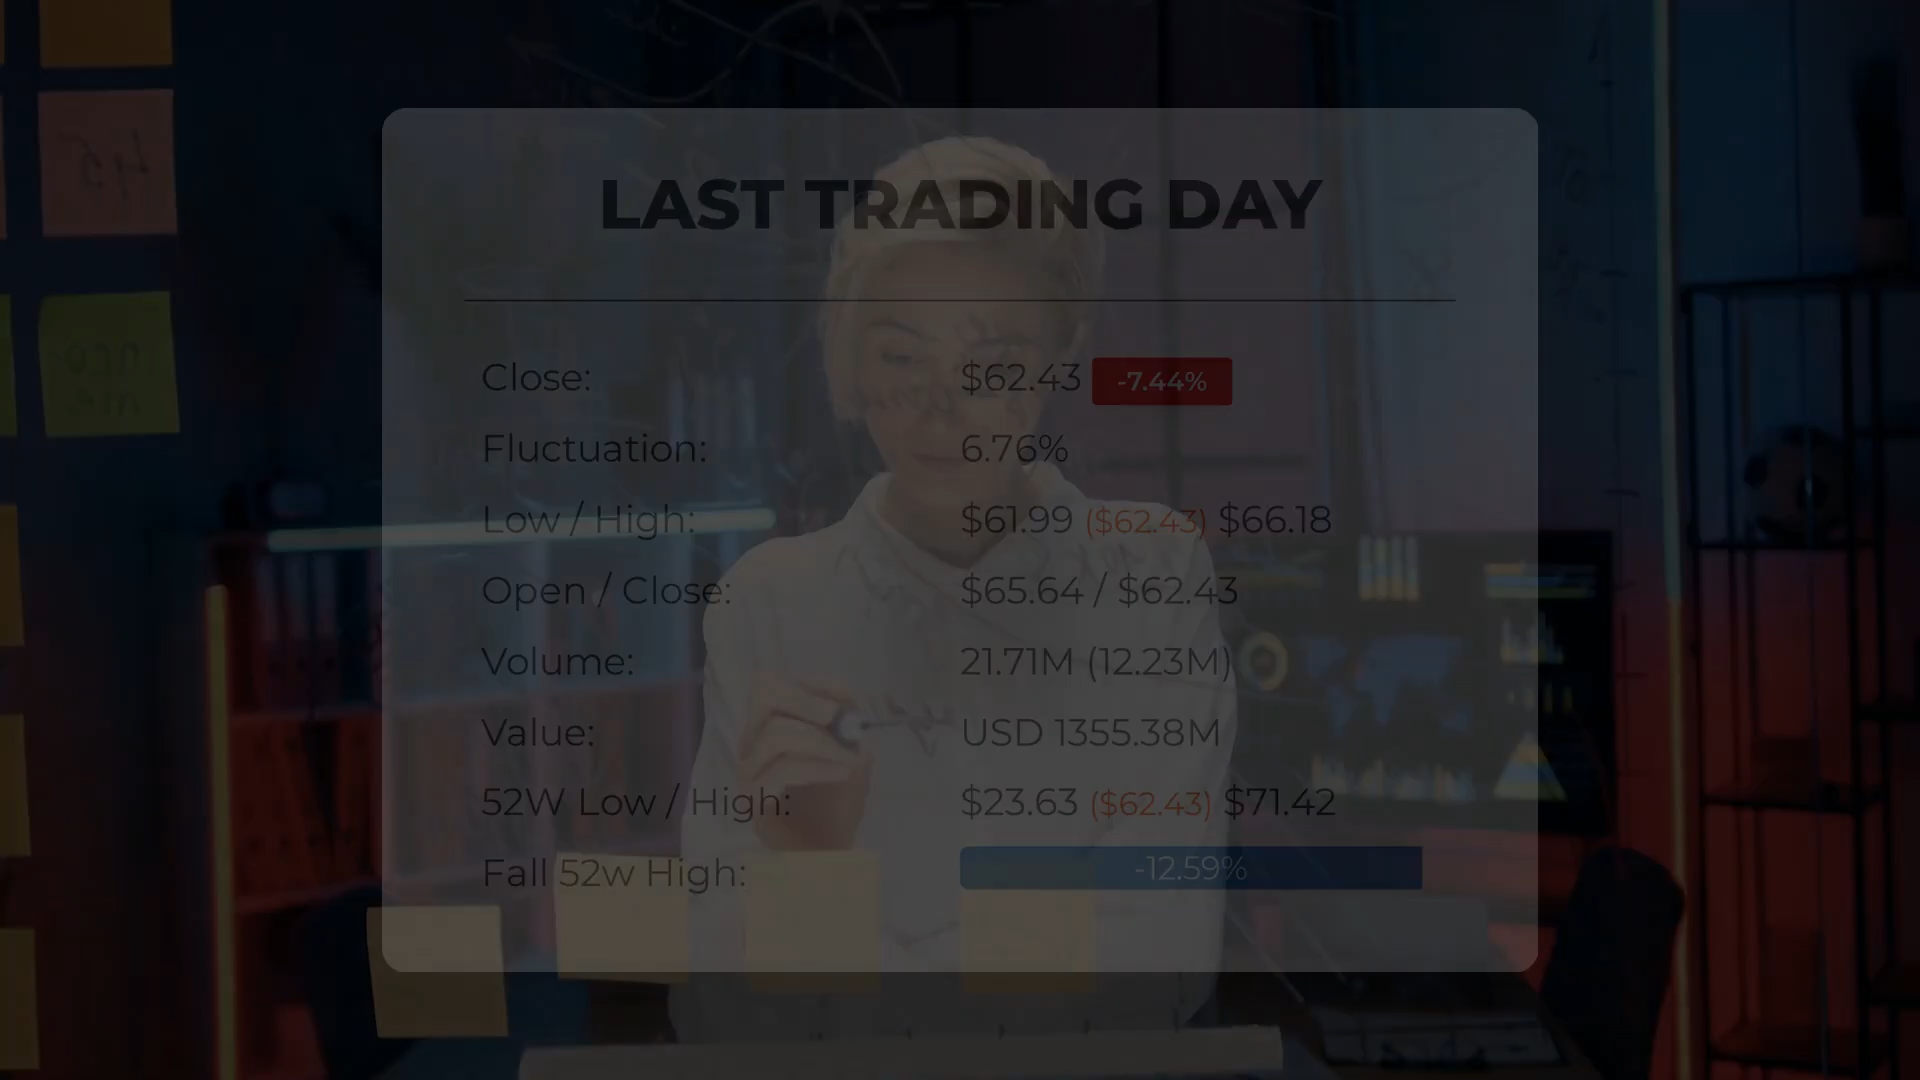 LAST TRADING DAY
Close: $62.43 -7.44%
Fluctuation: 6.76%
Low / High: $61.99 ($62.43) $66.18
Open / Close: $65.64 / $62.43
Volume: 21.71M (12.23M)
Value: USD 1355.38M
52W Low / High: $23.63 ($62.43) $71.42
Fall 52w High: -12.59%